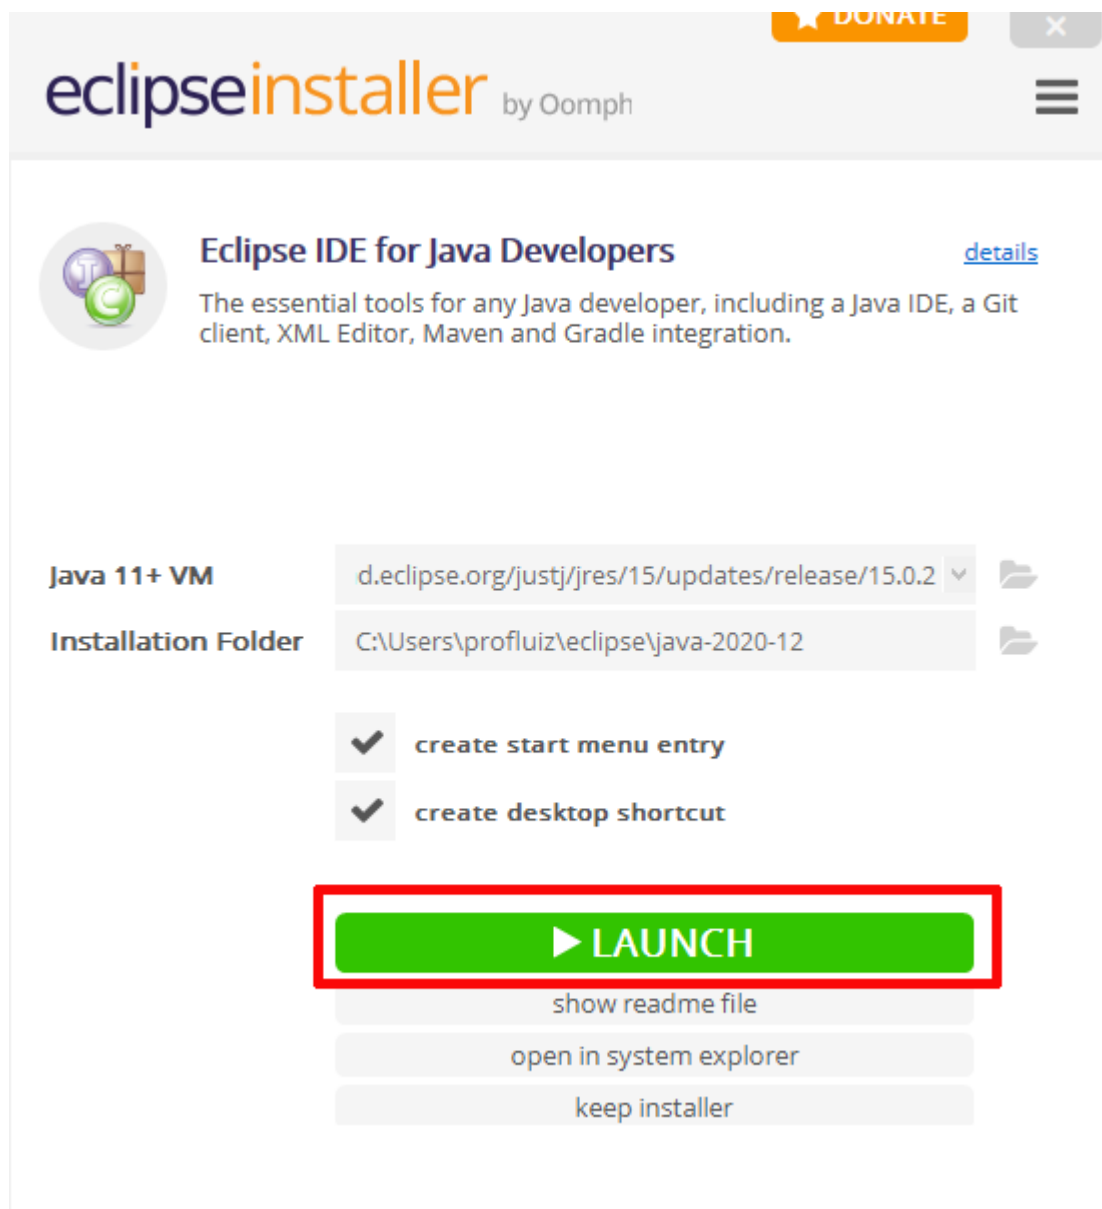 DONATE
eclipseinstaller by Oomph
Eclipse IDE for Java Developers
details
The essential tools for any Java developer, including a Java IDE, a Git
client, XML Editor, Maven and Gradle integration.
Java 11+ VM
d.eclipse.org/justj/jres/15/updates/release/15.0.2
Installation Folder
C:\Users\profluiz\eclipse\java-2020-12
create start menu entry
create desktop shortcut
LAUNCH
show readme file
open in system explorer
keep installer